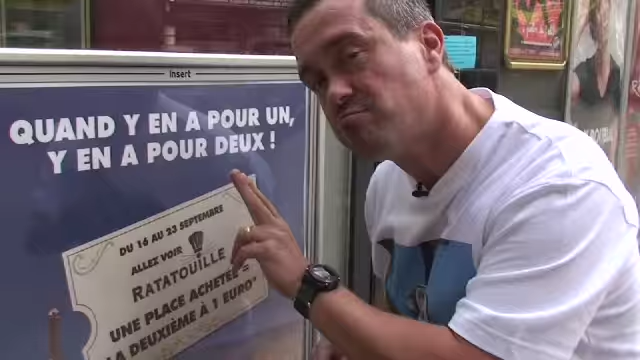 Insert
QUAND Y EN A POUR UN,
Y EN A POUR DEUX !
DU 16 AU 23 SEPTEMBRE
ALLEZ VOIR
RATATOUILLE
UNE PLACE ACHETÉE =
LA DEUXIÈME À 1 EURO*